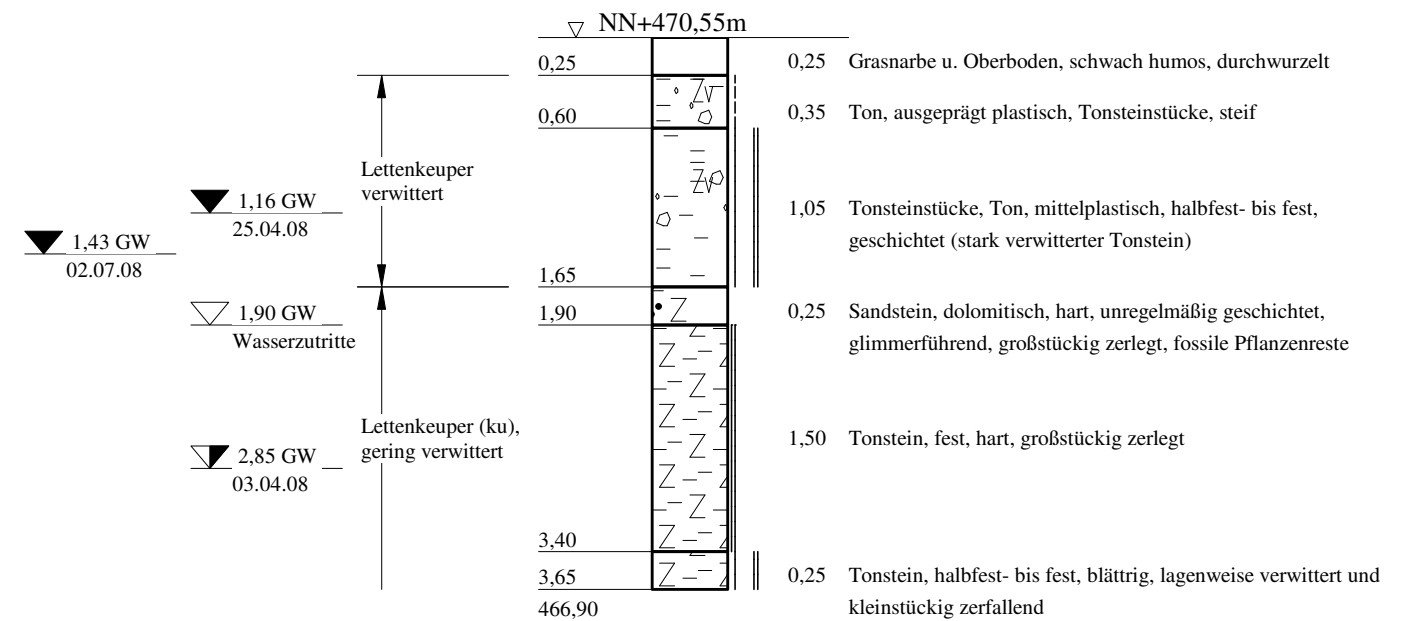 NN+470,55m
0,25
0,25 Grasnarbe u. Oberboden, schwach humos, durchwurzelt
0,35 Ton, ausgeprägt plastisch, Tonsteinstücke, steif
0,60
Lettenkeuper
verwittert
1,16 GW
25.04.08
1,43 GW
02.07.08
1,05 Tonsteinstücke, Ton, mittelplastisch, halbfest- bis fest,
geschichtet (stark verwitterter Tonstein)
1,65
1,90 GW
Wasserzutritte
1,90
0,25 Sandstein, dolomitisch, hart, unregelmäßig geschichtet,
glimmerführend, großstückig zerlegt, fossile Pflanzenreste
Lettenkeuper (ku),
gering verwittert
2,85 GW
03.04.08
1,50 Tonstein, fest, hart, großstückig zerlegt
3,40
3,65
0,25 Tonstein, halbfest- bis fest, blättrig, lagenweise verwittert und
kleinstückig zerfallend
466,90